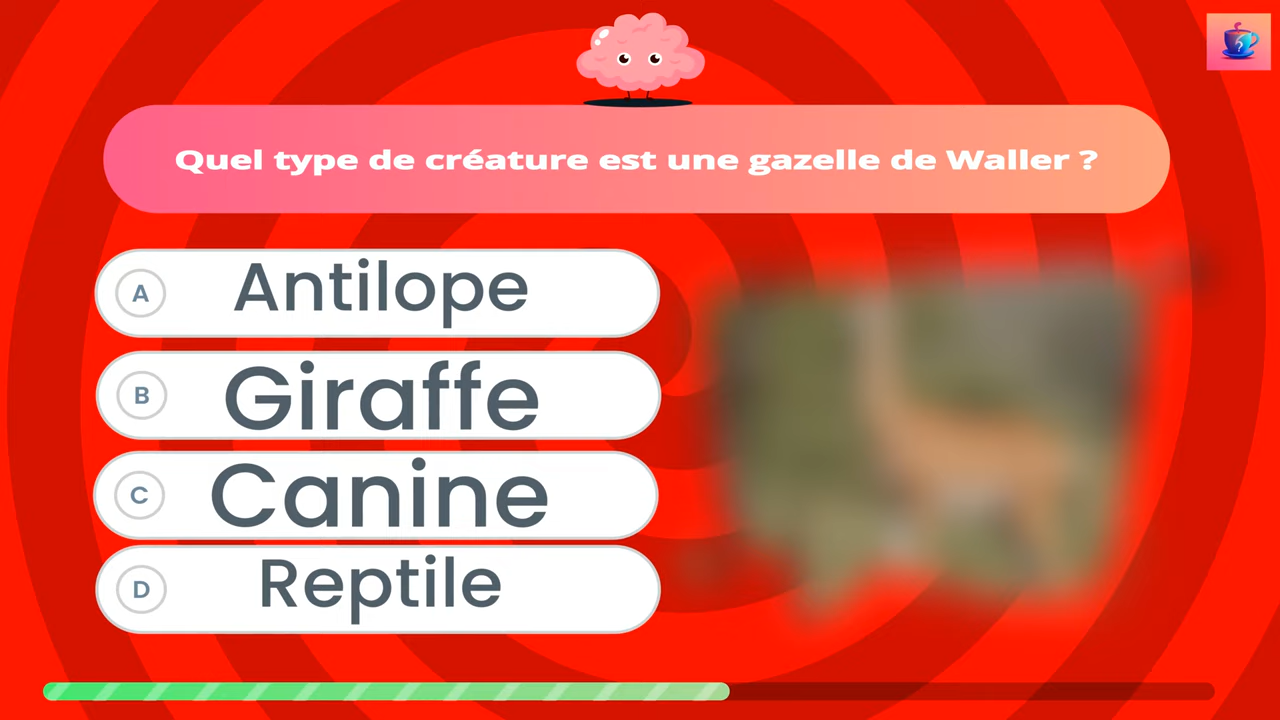 Quel type de créature est une gazelle de Waller ?
A Antilope
B Giraffe
C Canine
D Reptile